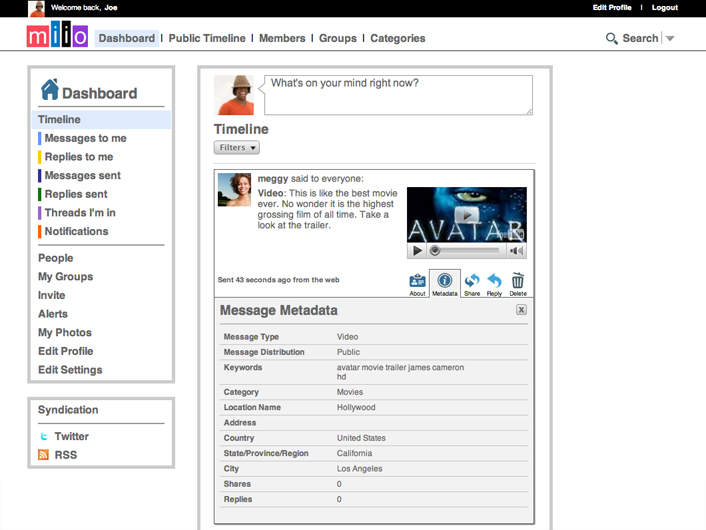 Welcome back, Joe
Edit Profile | Logout
miio
Dashboard | Public Timeline | Members | Groups | Categories
Search
Dashboard
Timeline
Messages to me
Replies to me
Messages sent
Replies sent
Threads I'm in
Notifications
People
My Groups
Invite
Alerts
My Photos
Edit Profile
Edit Settings
Syndication
Twitter
RSS
What's on your mind right now?
Timeline
Filters
meggy said to everyone:
Video: This is like the best movie
ever. No wonder it is the highest
grossing film of all time. Take a
look at the trailer.
AVATAR
Sent 43 seconds ago from the web
About
Metadata
Share
Reply
Delete
Message Metadata
X
Message Type Video
Message Distribution Public
Keywords avatar movie trailer james cameron
hd
Category Movies
Location Name Hollywood
Address
Country United States
State/Province/Region California
City Los Angeles
Shares 0
Replies 0